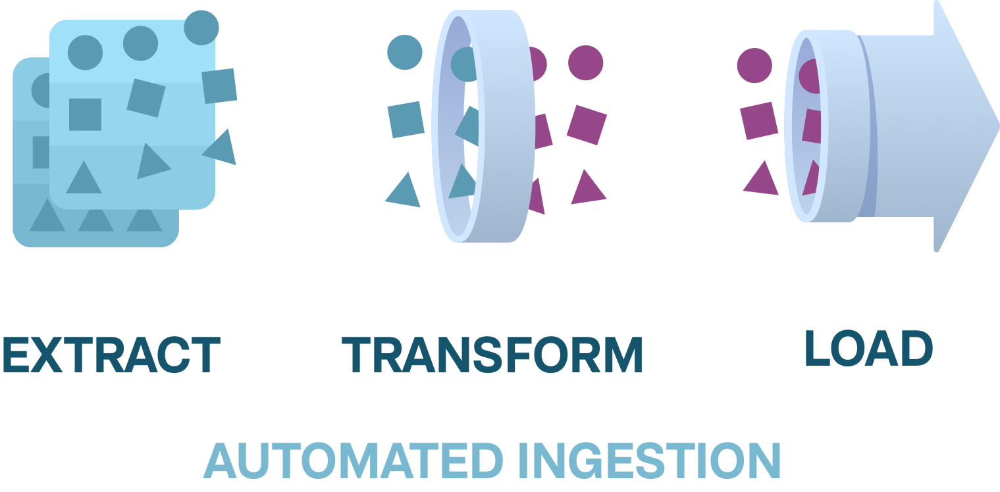 EXTRACT
TRANSFORM
LOAD
AUTOMATED INGESTION